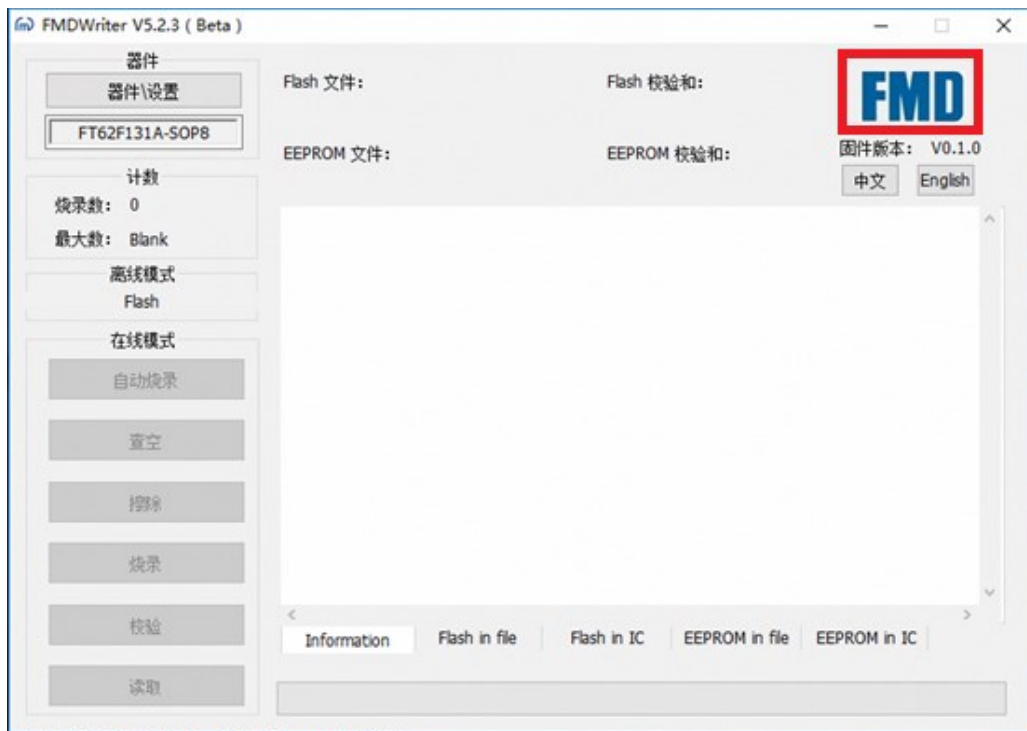 FMDWriter V5.2.3 ( Beta )
器件
器件\设置
FT62F131A-SOP8
计数
烧录数: 0
最大数: Blank
离线模式
Flash
在线模式
自动烧录
查空
擦除
烧录
校验
读取
Flash 文件:
Flash 校验和:
EEPROM 文件:
EEPROM 校验和:
FMD
固件版本: V0.1.0
中文 English
Information Flash in file Flash in IC EEPROM in file EEPROM in IC